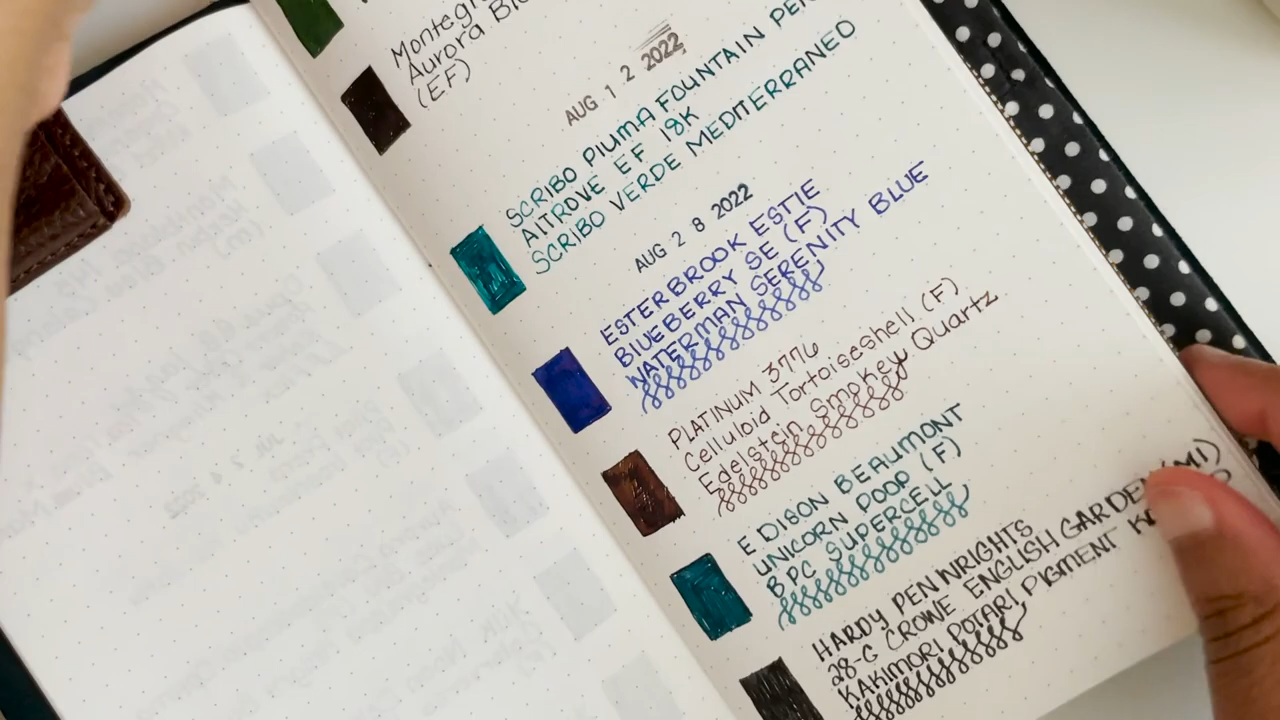 Montegr
Aurora Bl
(EF)
AUG 1 2 2022
SCRIBO PIUMA FOUNTAIN PEN
AITROVE EF 18K
SCRIBO VERDE MEDITERRANEO
AUG 2 8 2022
ESTERBROOK ESTIE
BLUEBERRY SE (F)
WATERMAN SERENITY BLUE
PLATINUM 3776
Celluloid Tortoiseshell (F)
Edelstein Smokey Quartz
EDISON BEAUMONT
UNICORN POOP (F)
BPC SUPERCELL
HARDY PENWRIGHTS
28-G CROWE ENGLISH GARDEN (M1)
KAKIMORI POTARI PIGMENT